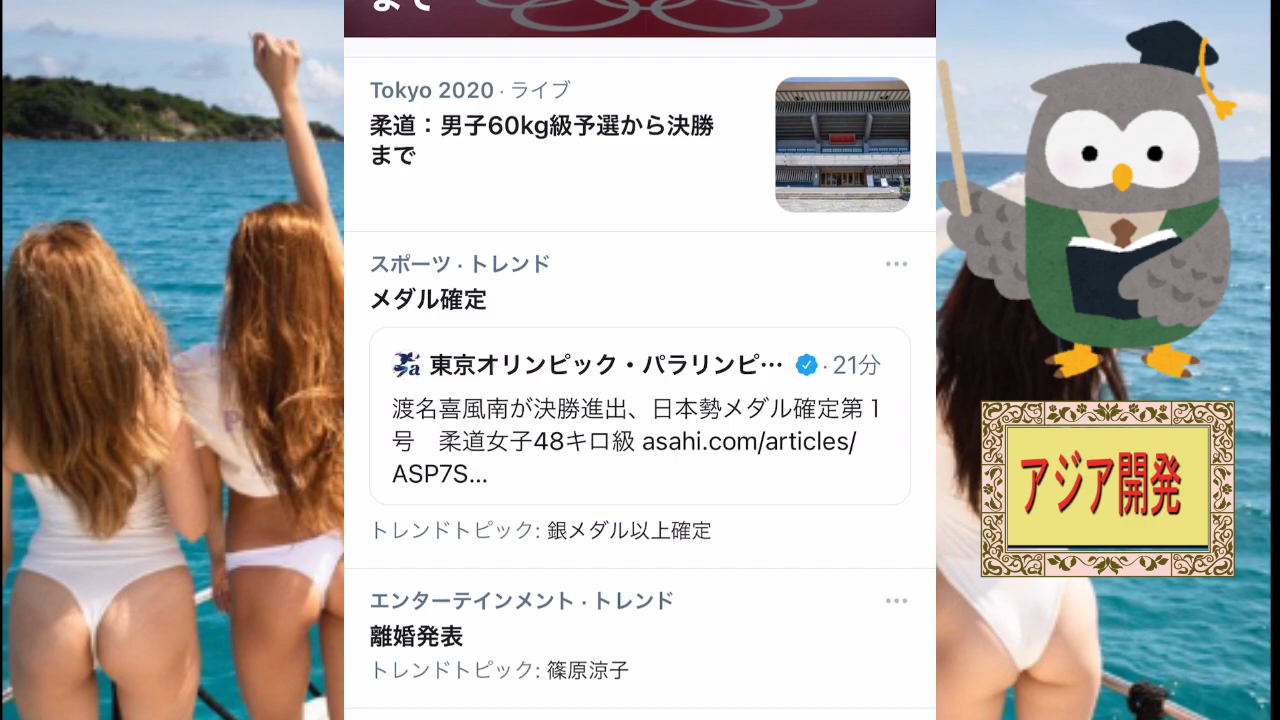 まで
Tokyo 2020 · ライブ
柔道：男子60kg級予選から決勝
まで
スポーツ · トレンド
メダル確定
東京オリンピック・パラリンピ… · 21分
渡名喜風南が決勝進出、日本勢メダル確定第１
号　柔道女子48キロ級 asahi.com/articles/
ASP7S...
トレンドトピック: 銀メダル以上確定
エンターテインメント · トレンド
離婚発表
トレンドトピック: 篠原涼子
アジア開発